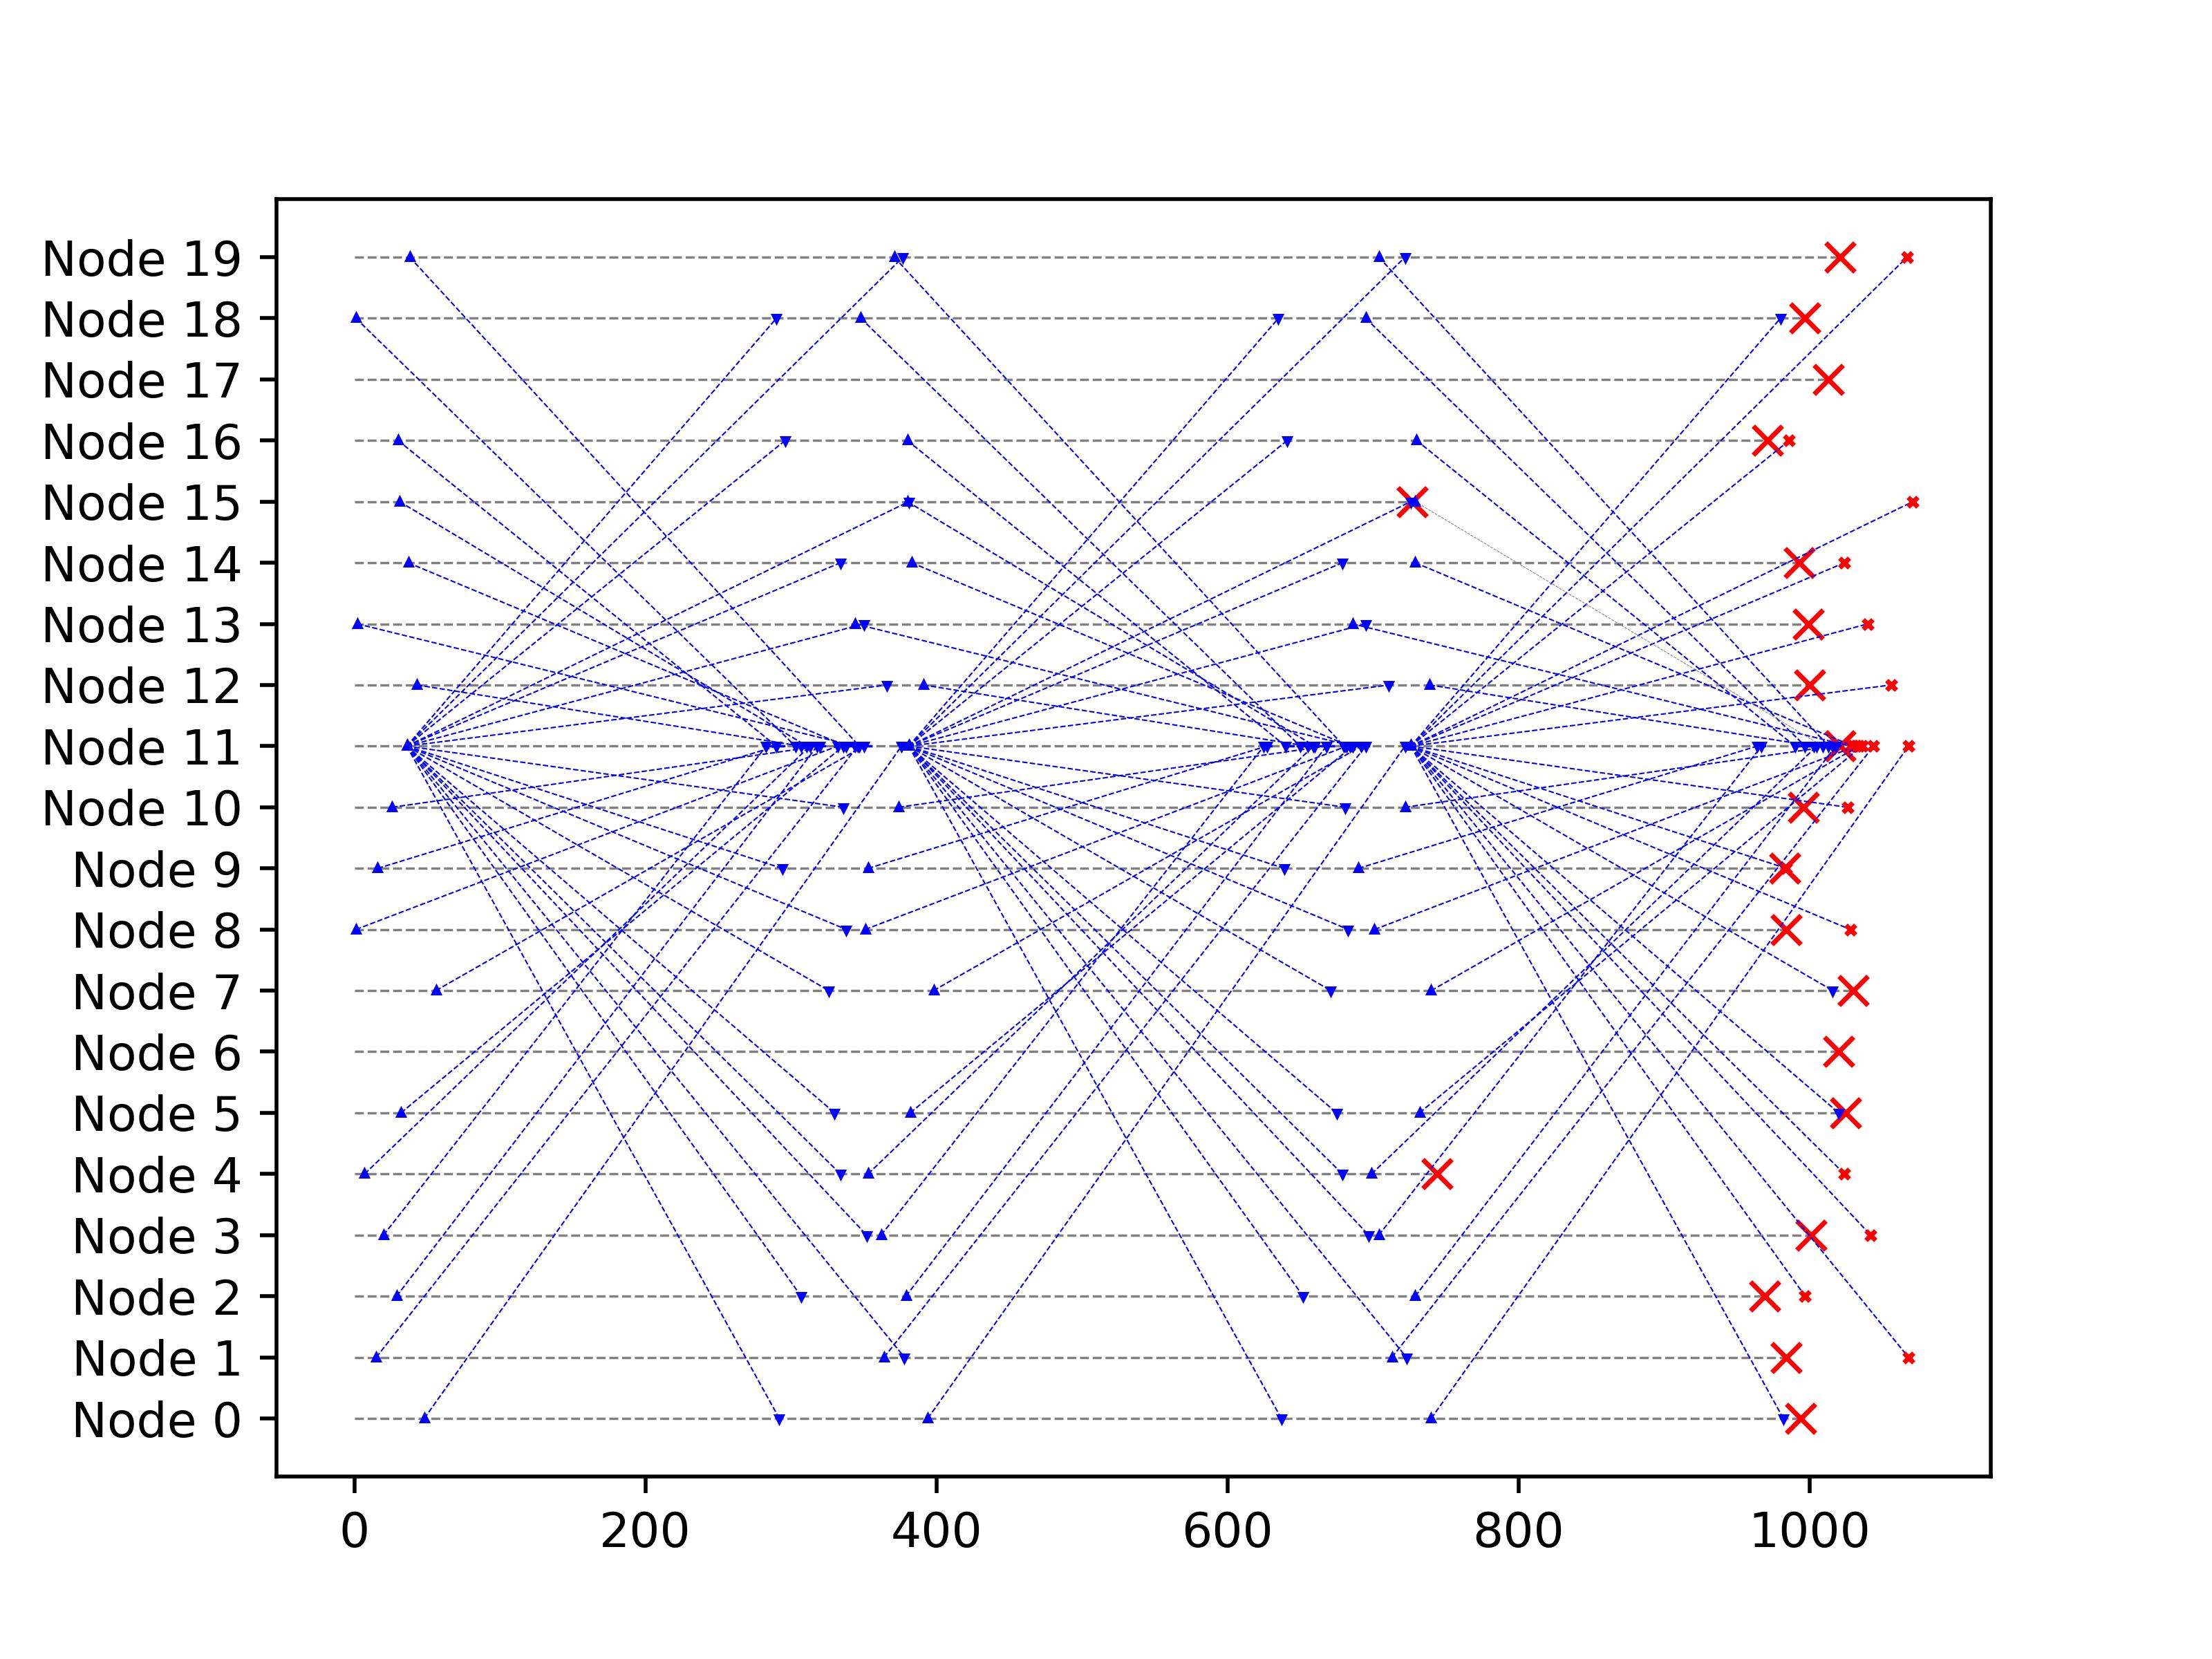 Node 19
Node 18
Node 17
Node 16
Node 15
Node 14
Node 13
Node 12
Node 11
Node 10
Node 9
Node 8
Node 7
Node 6
Node 5
Node 4
Node 3
Node 2
Node 1
Node 0
0 200 400 600 800 1000